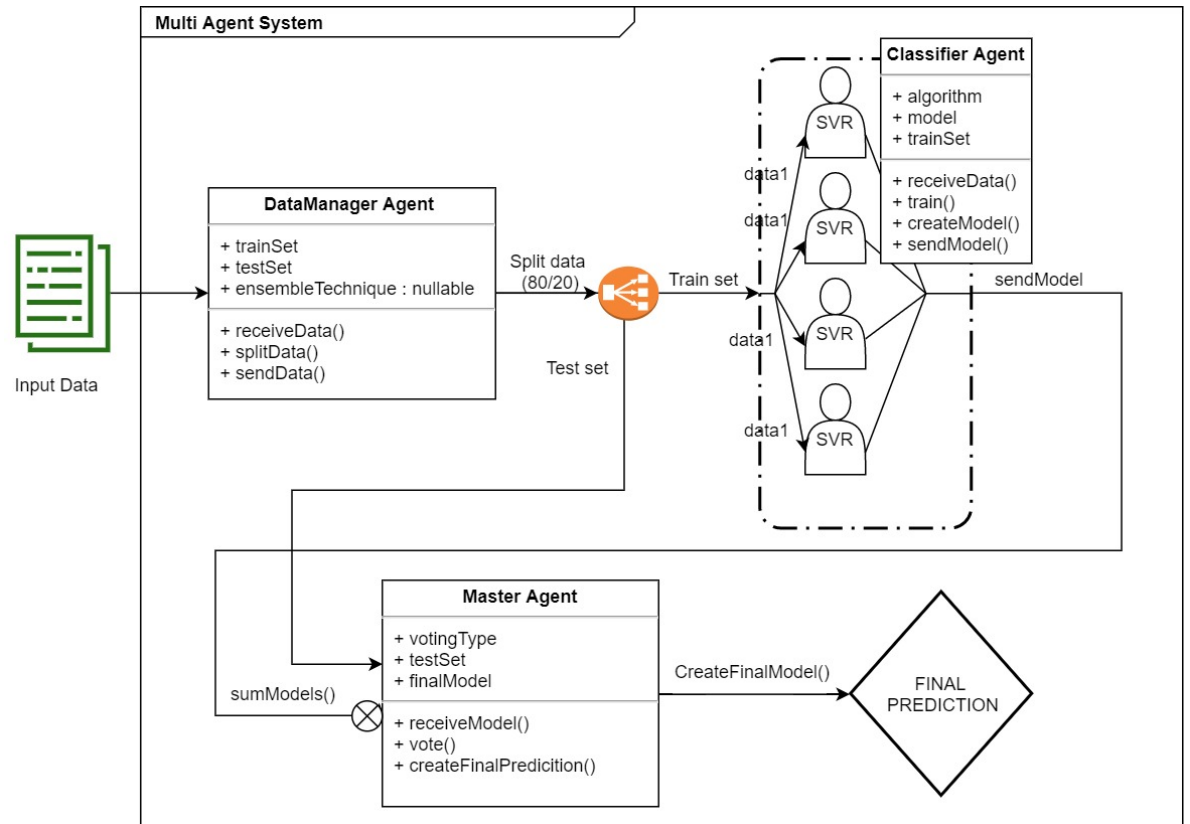 Multi Agent System
Input Data
DataManager Agent
+ trainSet
+ testSet
+ ensembleTechnique : nullable
+ receiveData()
+ splitData()
+ sendData()
Split data
(80/20)
Train set
Test set
data1
data1
data1
data1
SVR
SVR
SVR
SVR
Classifier Agent
+ algorithm
+ model
+ trainSet
+ receiveData()
+ train()
+ createModel()
+ sendModel()
sendModel
sumModels()
Master Agent
+ votingType
+ testSet
+ finalModel
+ receiveModel()
+ vote()
+ createFinalPredicition()
CreateFinalModel()
FINAL
PREDICTION